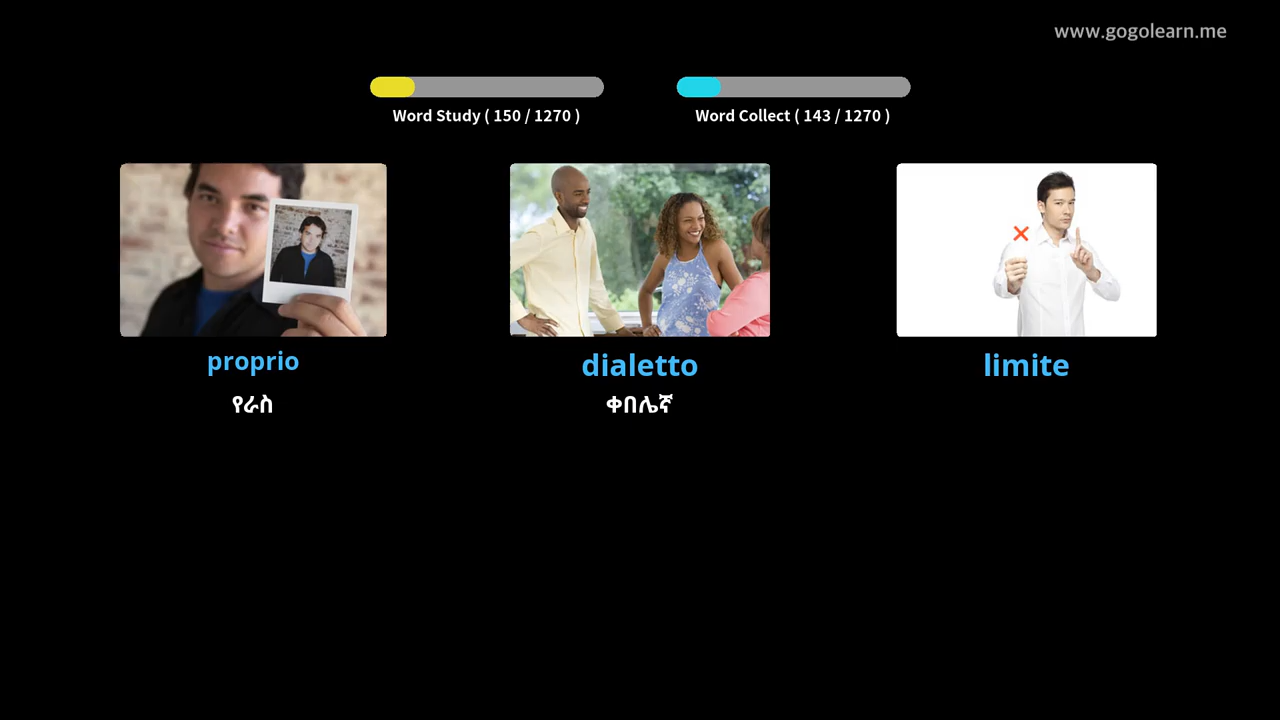 www.gogolearn.me
Word Study ( 150 / 1270 )
Word Collect ( 143 / 1270 )
proprio
dialetto
limite
የራስ
ቀበሌኛ